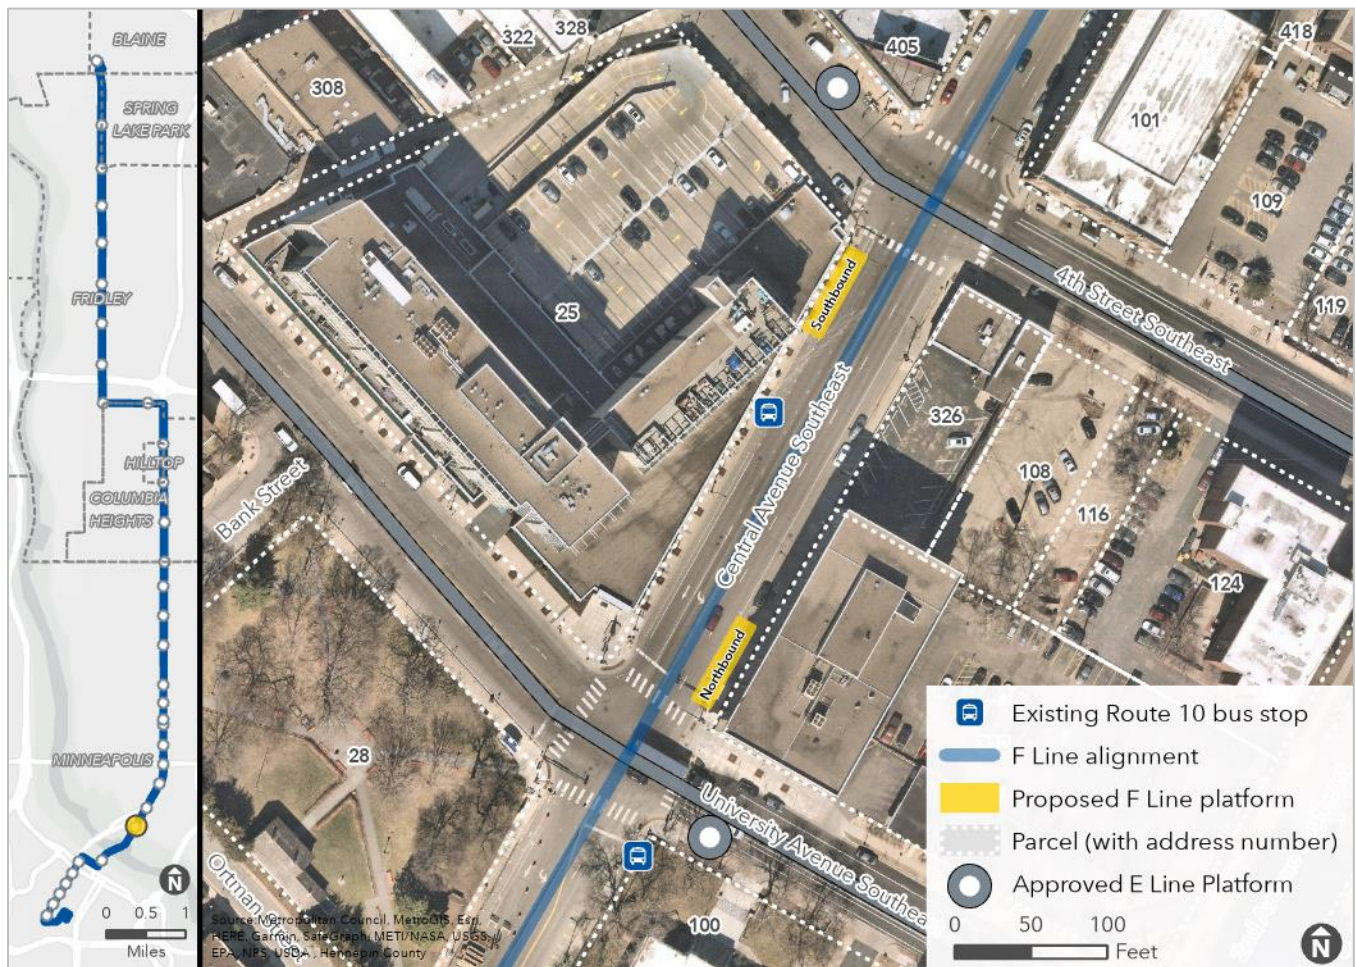 BLAINE
SPRING
LAKE PARK
FRIDLEY
HILLTOP
COLUMBIA
HEIGHTS
MINNEAPOLIS
N
0 0.5 1
Miles
328
322
308
405
418
101
109
119
4th Street Southeast
Southbound
25
Central Avenue Southeast
326
108
116
124
Bank Street
Northbound
28
University Avenue Southea
Ortman
100
Source: Metropolitan Council, MetroGIS, Esri,
HERE, Garmin, SafeGraph, METI/NASA, USGS,
EPA, NPS, USDA, Hennepin County
Existing Route 10 bus stop
F Line alignment
Proposed F Line platform
Parcel (with address number)
Approved E Line Platform
0 50 100
Feet
N